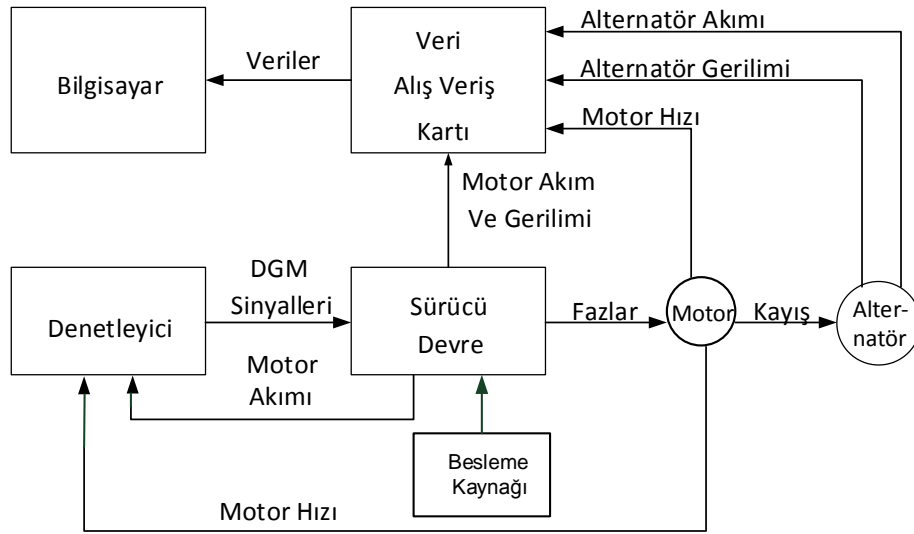 Bilgisayar
Veriler
Veri
Alış Veriş
Kartı
Alternatör Akımı
Alternatör Gerilimi
Motor Hızı
Motor Akım
Ve Gerilimi
Denetleyici
DGM
Sinyalleri
Sürücü
Devre
Fazlar
Motor
Kayış
Alter-
natör
Motor
Akımı
Besleme
Kaynağı
Motor Hızı